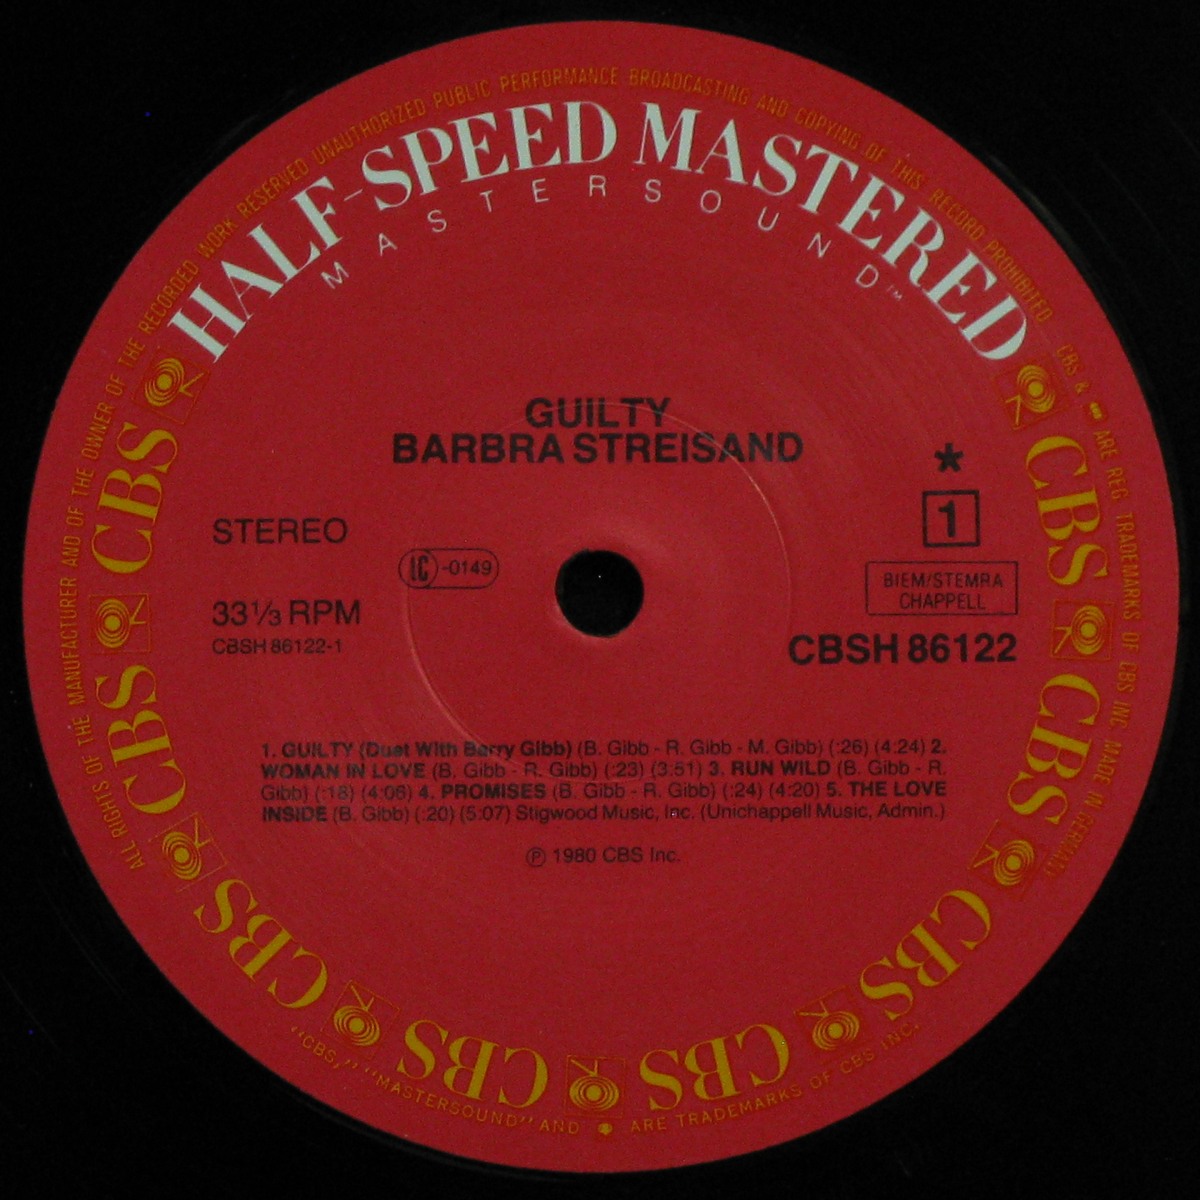 ALL RIGHTS OF THE MANUFACTURER AND OF THE OWNER OF THE RECORDED WORK RESERVED UNAUTHORIZED PUBLIC PERFORMANCE BROADCASTING AND COPYING OF THIS RECORD PROHIBITED
CBS & ARE REG. TRADEMARKS OF CBS INC. MADE IN GERMANY
HALF-SPEED MASTERED
MASTERSOUND™
GUILTY
BARBRA STREISAND
*
STEREO
1
LC -0149
BIEM/STEMRA
CHAPPELL
33⅓ RPM
CBSH 86122-1
CBSH 86122
1. GUILTY (Duet With Barry Gibb) (B. Gibb - R. Gibb - M. Gibb) (:26) (4:24) 2.
WOMAN IN LOVE (B. Gibb - R. Gibb) (:23) (3:51) 3. RUN WILD (B. Gibb - R.
Gibb) (:18) (4:06) 4. PROMISES (B. Gibb - R. Gibb) (:24) (4:20) 5. THE LOVE
INSIDE (B. Gibb) (:20) (5:07) Stigwood Music, Inc. (Unichappell Music, Admin.)
℗ 1980 CBS Inc.
CBS CBS CBS CBS CBS CBS CBS CBS
"CBS," "MASTERSOUND" AND ARE TRADEMARKS OF CBS INC.